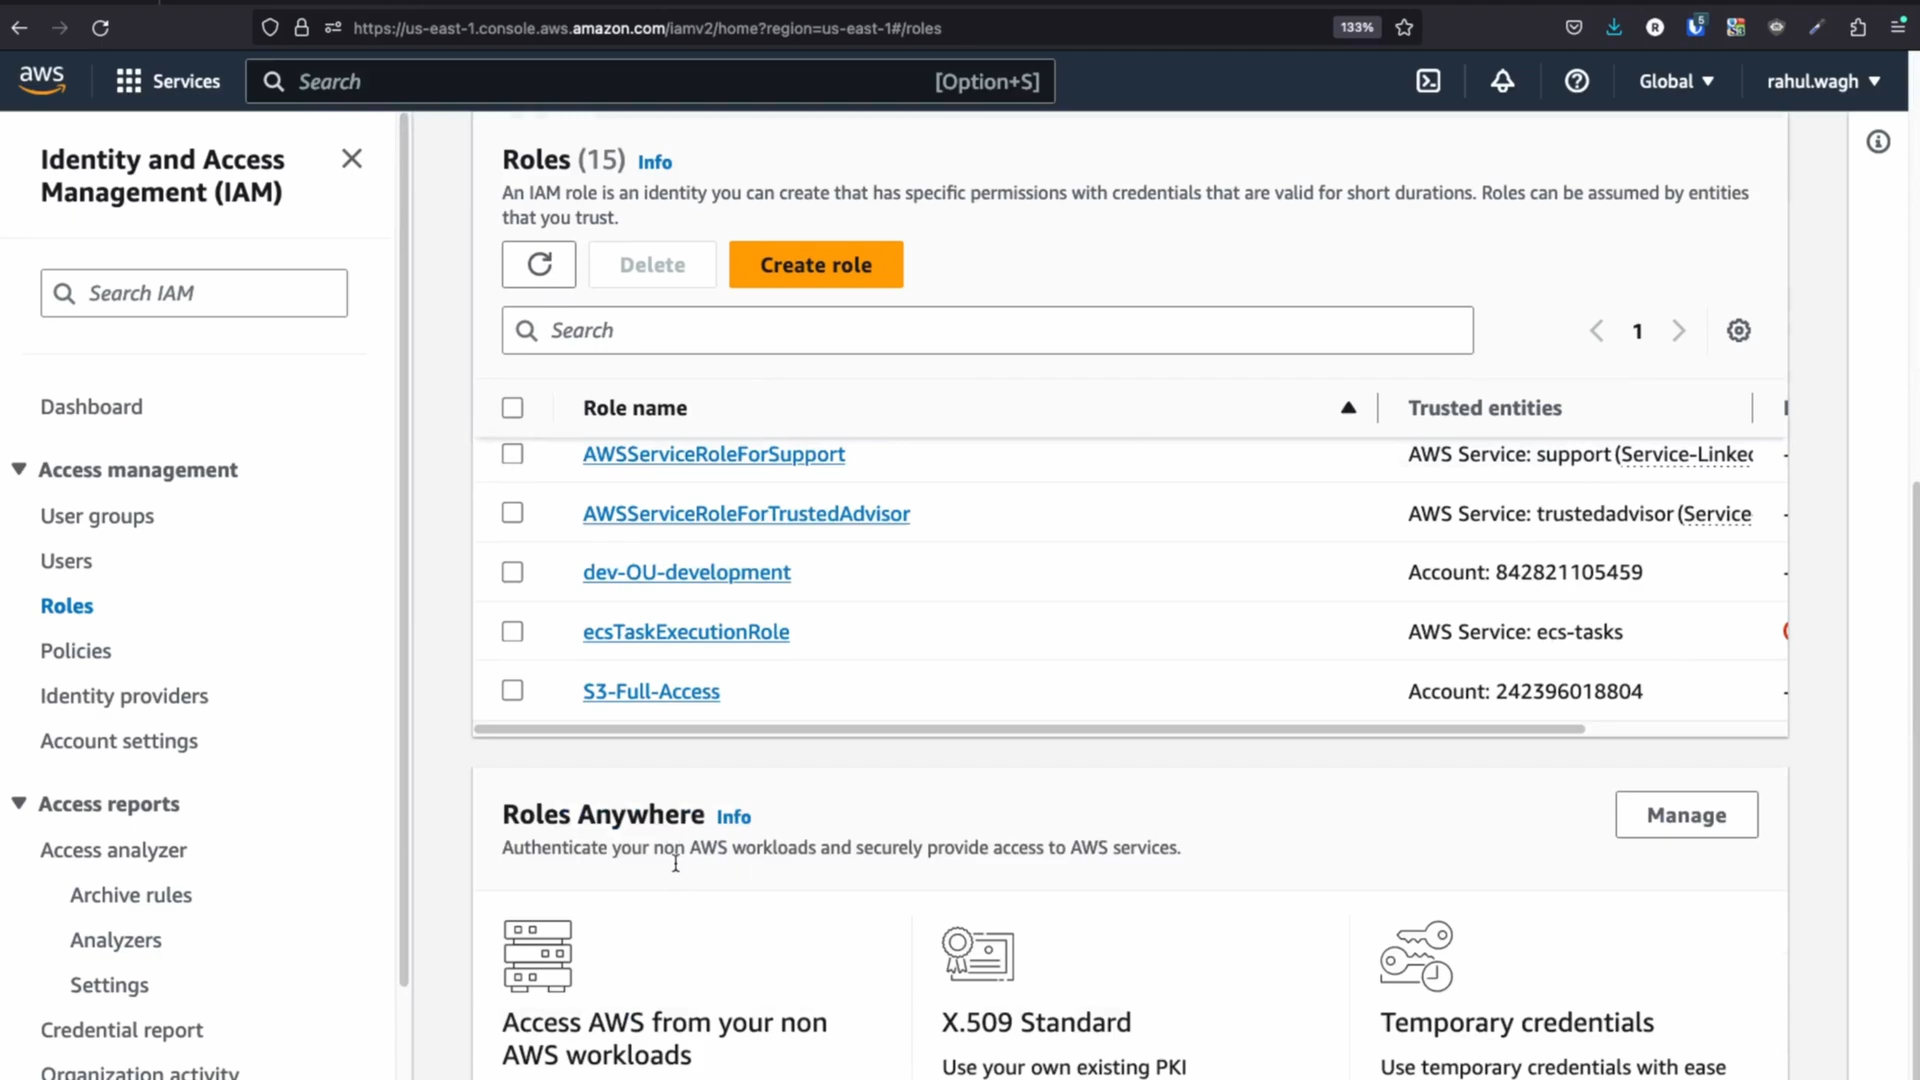 https://us-east-1.console.aws.amazon.com/iamv2/home?region=us-east-1#/roles
133%
5
aws
Services
Search
[Option+S]
Global
rahul.wagh
Identity and Access
Management (IAM)
Search IAM
Dashboard
Access management
User groups
Users
Roles
Policies
Identity providers
Account settings
Access reports
Access analyzer
Archive rules
Analyzers
Settings
Credential report
Organization activity
Roles (15) Info
An IAM role is an identity you can create that has specific permissions with credentials that are valid for short durations. Roles can be assumed by entities
that you trust.
Delete
Create role
Search
1
Role name
Trusted entities
AWSServiceRoleForSupport
AWS Service: support (Service-Linked
AWSServiceRoleForTrustedAdvisor
AWS Service: trustedadvisor (Service
dev-OU-development
Account: 842821105459
ecsTaskExecutionRole
AWS Service: ecs-tasks
S3-Full-Access
Account: 242396018804
Roles Anywhere Info
Authenticate your non AWS workloads and securely provide access to AWS services.
Manage
Access AWS from your non
AWS workloads
X.509 Standard
Use your own existing PKI
Temporary credentials
Use temporary credentials with ease